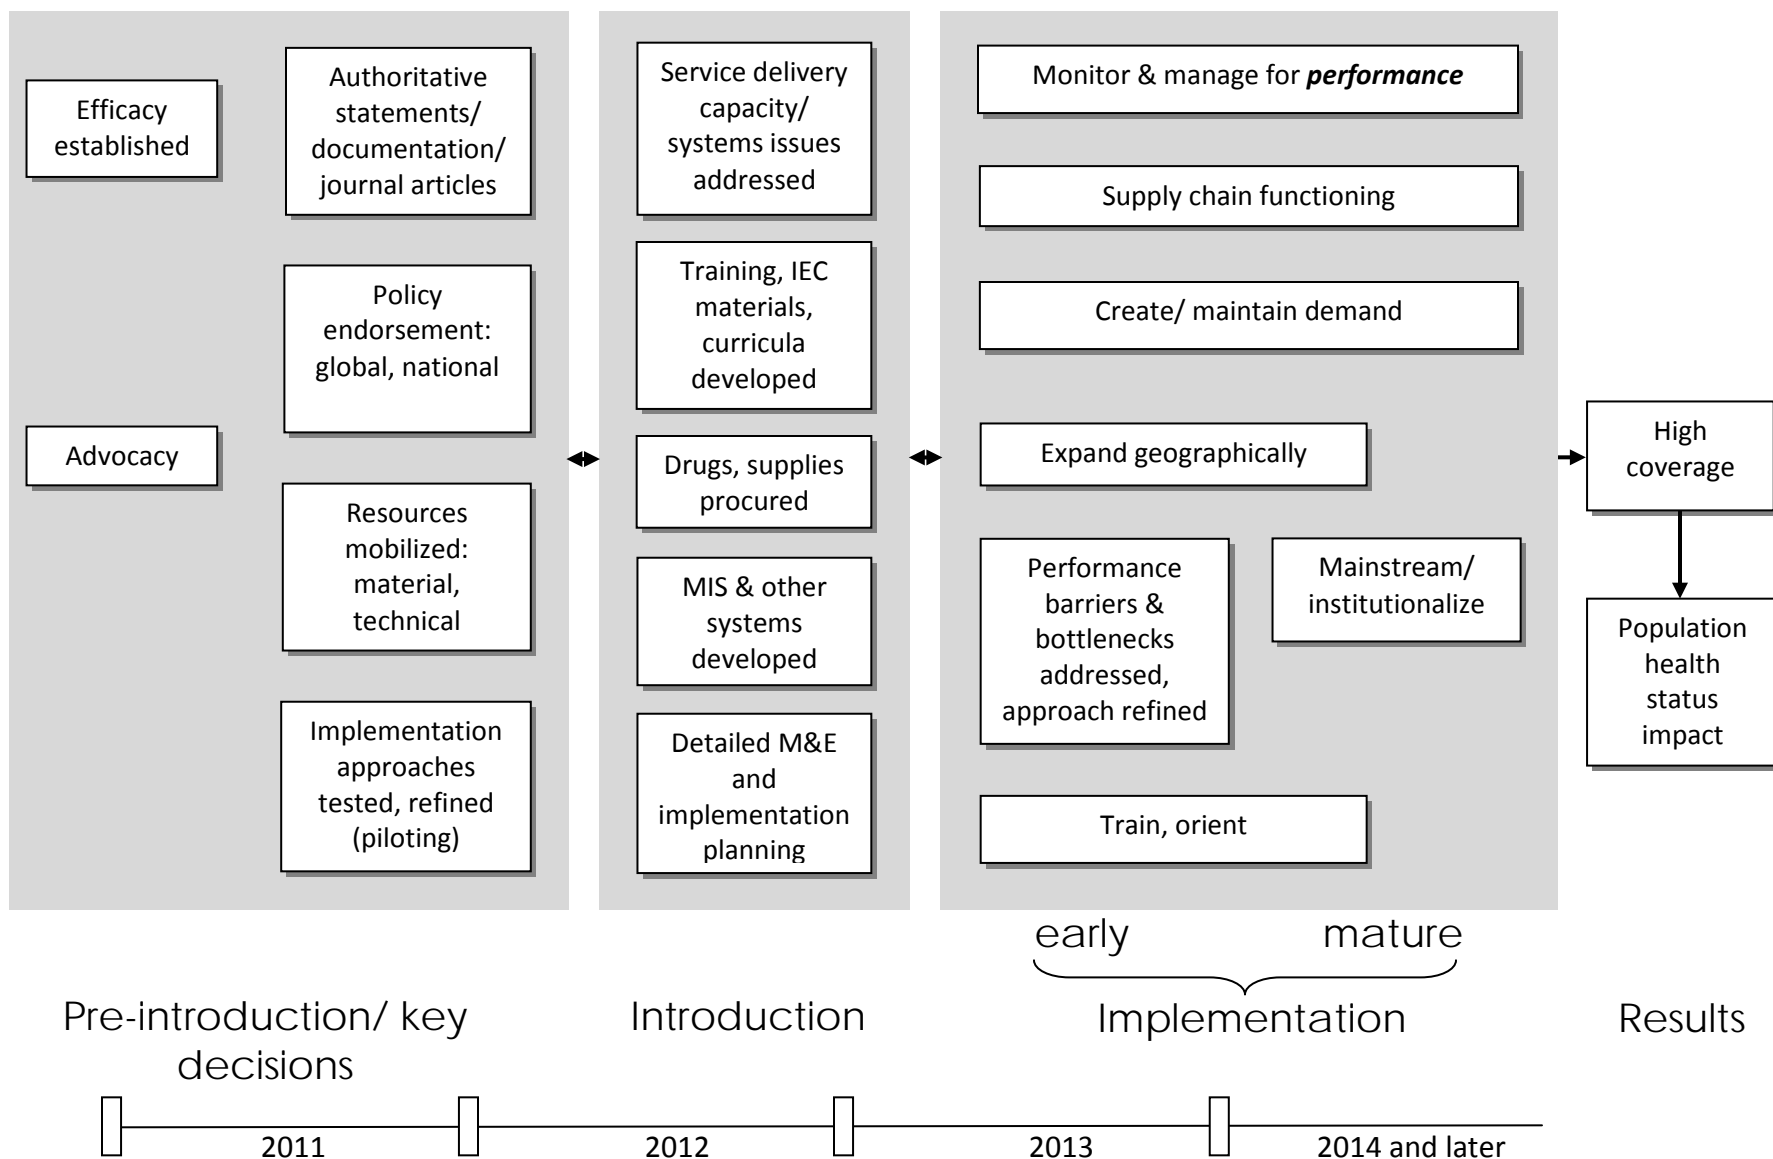 Efficacy
established
Advocacy
Authoritative
statements/
documentation/
journal articles
Policy
endorsement:
global, national
Resources
mobilized:
material,
technical
Implementation
approaches
tested, refined
(piloting)
Service delivery
capacity/
systems issues
addressed
Training, IEC
materials,
curricula
developed
Drugs, supplies
procured
MIS & other
systems
developed
Detailed M&E
and
implementation
planning
Monitor & manage for performance
Supply chain functioning
Create/ maintain demand
Expand geographically
Performance
barriers &
bottlenecks
addressed,
approach refined
Mainstream/
institutionalize
Train, orient
High
coverage
Population
health
status
impact
early
mature
Pre-introduction/ key
decisions
Introduction
Implementation
Results
2011
2012
2013
2014 and later